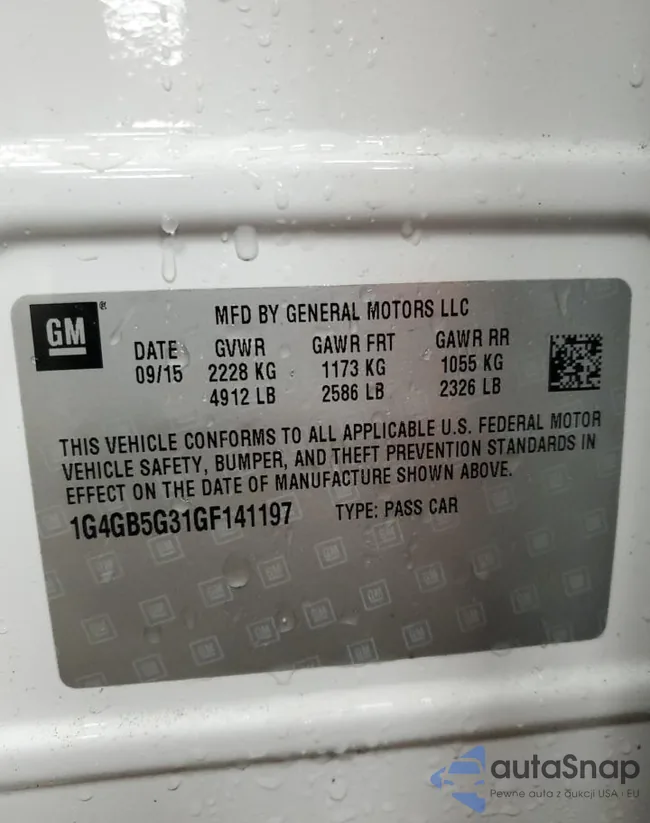 GM ®
MFD BY GENERAL MOTORS LLC
DATE GVWR GAWR FRT GAWR RR
09/15 2228 KG 1173 KG 1055 KG
4912 LB 2586 LB 2326 LB
THIS VEHICLE CONFORMS TO ALL APPLICABLE U.S. FEDERAL MOTOR
VEHICLE SAFETY, BUMPER, AND THEFT PREVENTION STANDARDS IN
EFFECT ON THE DATE OF MANUFACTURE SHOWN ABOVE.
1G4GB5G31GF141197 TYPE: PASS CAR
autaSnap
Pewne auta z aukcji USA i EU